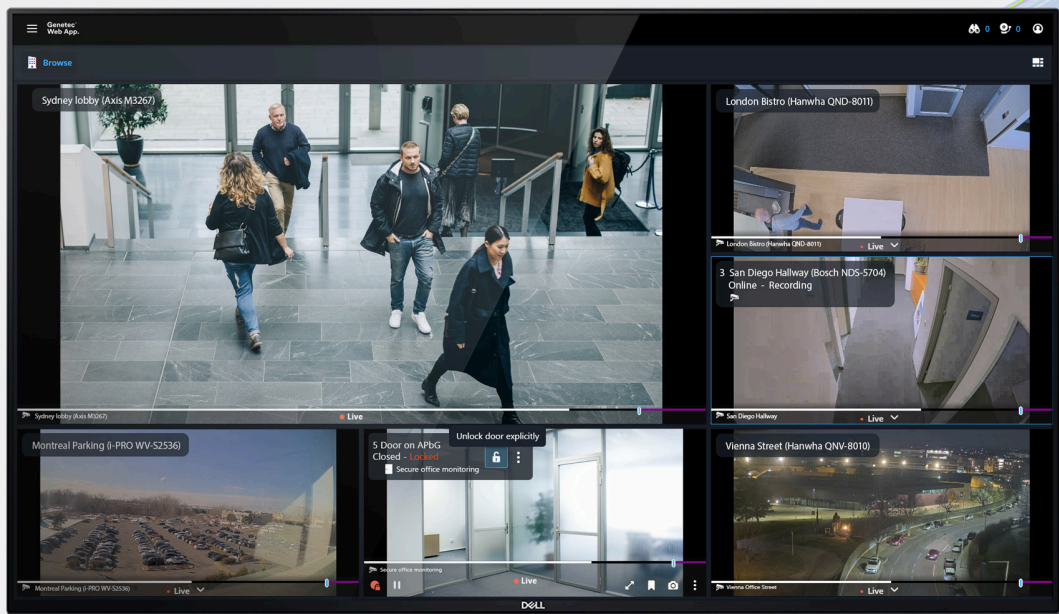 Genetec
Web App.
0
0
Browse
Sydney lobby (Axis M3267)
London Bistro (Hanwha QND-8011)
London Bistro (Hanwha QND-8011)
Live
3 San Diego Hallway (Bosch NDS-5704)
Online - Recording
Sydney lobby (Axis M3267)
Live
San Diego Hallway
Live
Montreal Parking (i-PRO WV-S2536)
Unlock door explicitly
5 Door on APbG
Closed - Locked
Secure office monitoring
Vienna Street (Hanwha QNV-8010)
Secure office monitoring
Live
Montreal Parking (i-PRO WV-S2536)
Live
Vienna Office Street
Live
DELL